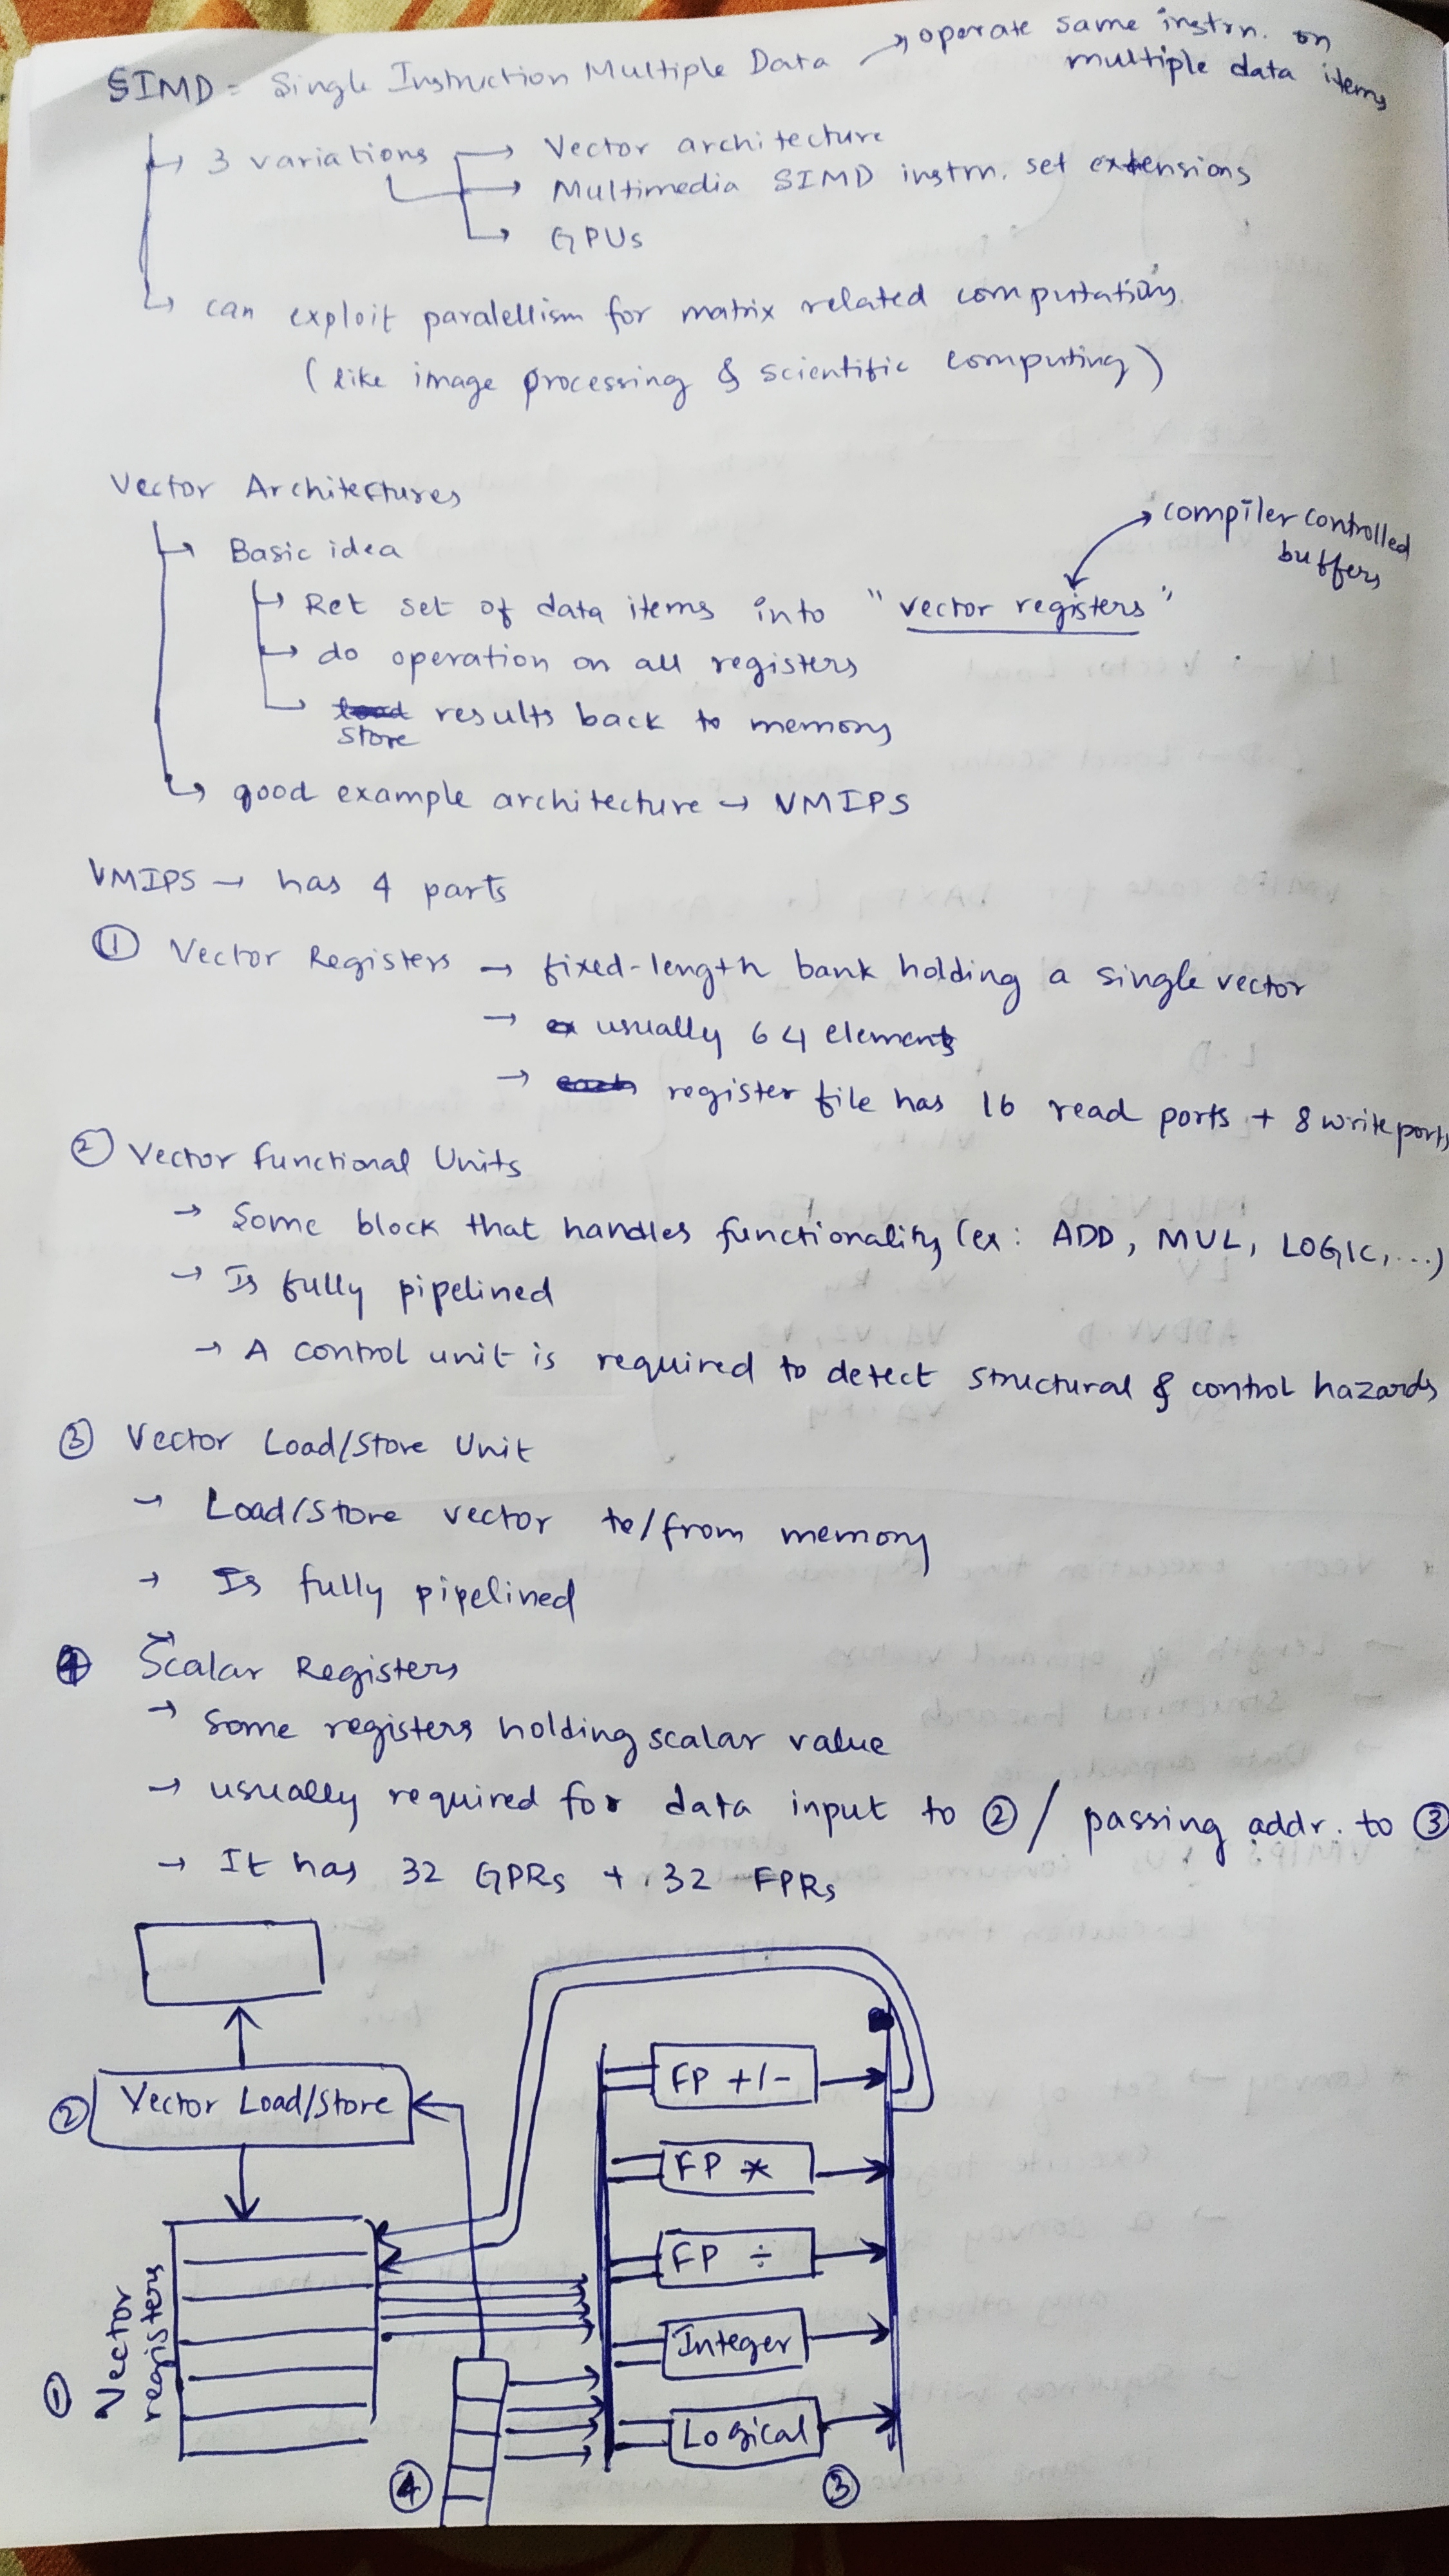 SIMD = Single Instruction Multiple Data → operate same instrn. on
multiple data items
→ 3 variations → Vector architecture
→ Multimedia SIMD instrn. set extensions
→ GPUs
→ can exploit paralellism for matrix related computations
(like image processing & scientific computing)
Vector Architectures
→ Basic idea
compiler controlled
buffers
→ Ret set of data items into "vector registers"
→ do operation on all registers
load results back to memory
store
→ good example architecture → VMIPS
VMIPS → has 4 parts
① Vector Registers → fixed-length bank holding a single vector
→ ex usually 64 elements
→ each register file has 16 read ports + 8 write ports
② Vector functional Units
→ Some block that handles functionality (ex: ADD, MUL, LOGIC,...)
→ Is fully pipelined
→ A control unit is required to detect structural & control hazards
③ Vector Load/Store Unit
→ Load/Store vector to/from memory
→ Is fully pipelined
④ Scalar Registers
→ Some registers holding scalar value
→ usually required for data input to ② / passing addr. to ③
→ It has 32 GPRs + 32 FPRs
FP +/-
② Vector Load/Store
FP *
FP ÷
① Vector
registers
Integer
Logical
④
③